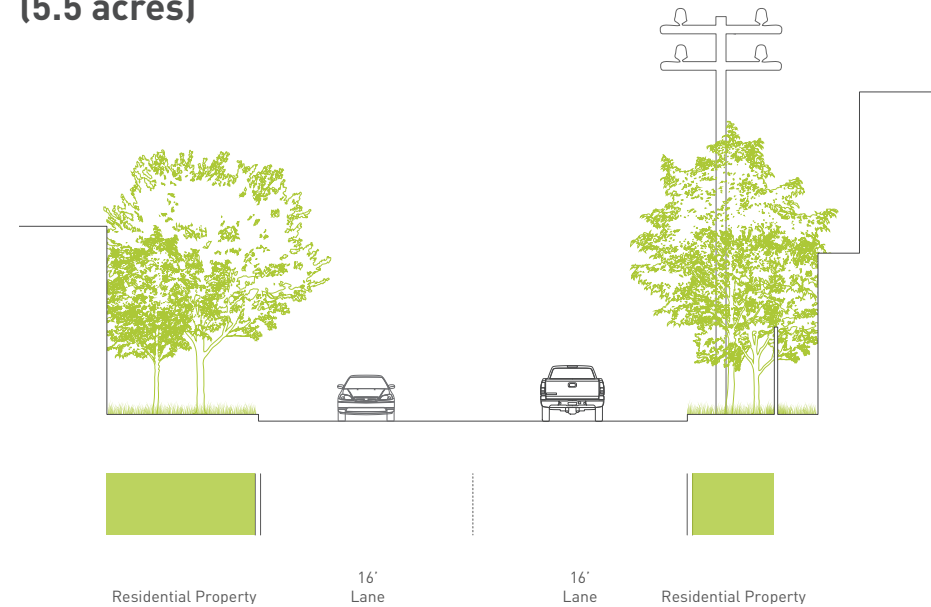 (5.5 acres)
16'
16'
Residential Property
Lane
Lane
Residential Property